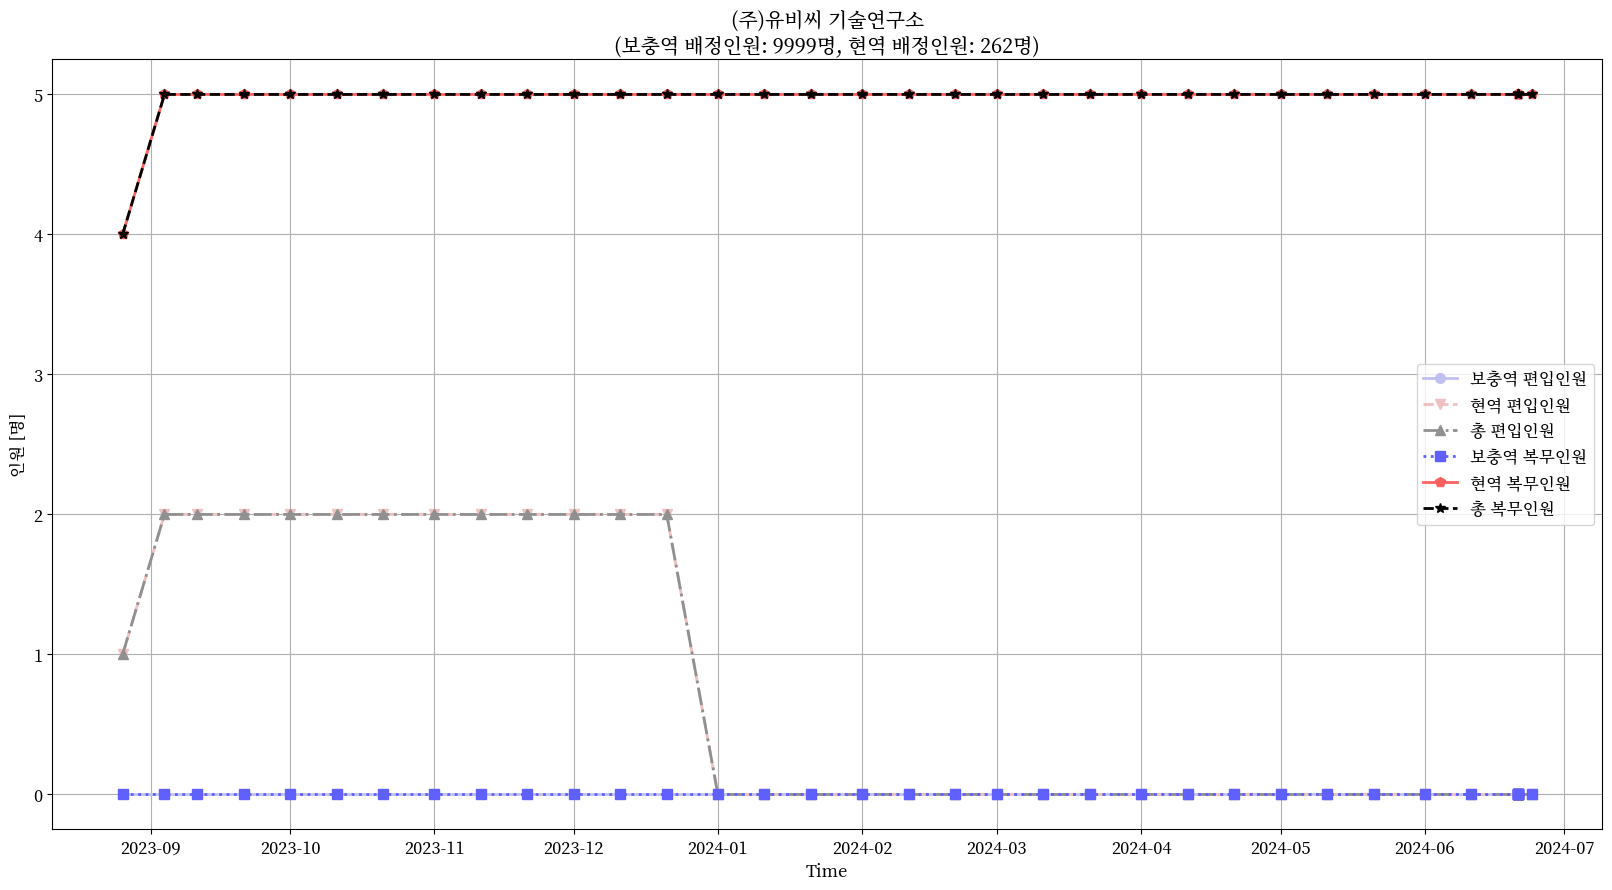 (주)유비씨 기술연구소
(보충역 배정인원: 9999명, 현역 배정인원: 262명)
5
4
3
2
1
0
인원 [명]
보충역 편입인원
현역 편입인원
총 편입인원
보충역 복무인원
현역 복무인원
총 복무인원
2023-09 2023-10 2023-11 2023-12 2024-01 2024-02 2024-03 2024-04 2024-05 2024-06 2024-07
Time